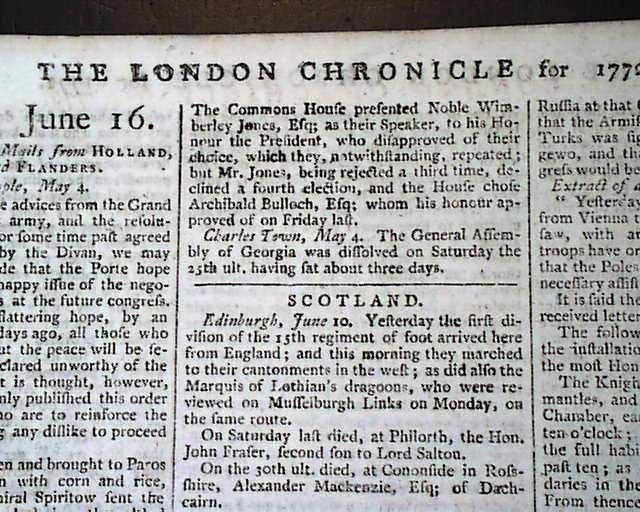 THE LONDON CHRONICLE for 1772
June 16.
Mails from HOLLAND,
FLANDERS.
May 4.
e advices from the Grand
army, and the resolu-
or some time past agreed
by the Divan, we may
de that the Porte hope
happy issue of the nego-
s at the future congress.
flattering hope, by an
days ago, all those who
ut the peace will be se-
clared unworthy of the
t is thought, however,
nly published this order
ho are to reinforce the
g any dislike to proceed
en and brought to Paros
n with corn and rice,
miral Spiritow sent the
The Commons House presented Noble Wim-
berley Jones, Esq; as their Speaker, to his Ho-
nour the President, who disapproved of their
choice, which they, notwithstanding, repeated;
but Mr. Jones, being rejected a third time, de-
clined a fourth election, and the House chose
Archibald Bulloch, Esq; whom his honour ap-
proved of on Friday last.
Charles Town, May 4. The General Assem-
bly of Georgia was dissolved on Saturday the
25th ult. having sat about three days.
SCOTLAND.
Edinburgh, June 10. Yesterday the first di-
vision of the 15th regiment of foot arrived here
from England; and this morning they marched
to their cantonments in the west; as did also the
Marquis of Lothian's dragoons, who were re-
viewed on Musselburgh Links on Monday, on
the same route.
On Saturday last died, at Philorth, the Hon.
John Fraser, second son to Lord Salton.
On the 30th ult. died, at Cononside in Ross-
shire, Alexander Mackenzie, Esq; of Dach-
cairn.
Russia at that
that the Armis
Turks was sig
gewo, and th
gress would be
Extract of
" Yesterday
from Vienna
saw, with ar
troops have or
that the Poles
necessary assis
It is said the
received letter
The follow
the installatio
the most Hon
The Knigh
mantles, and
Chamber, ea
ten o'clock;
the full habi
past ten; as
daries in the
From thence